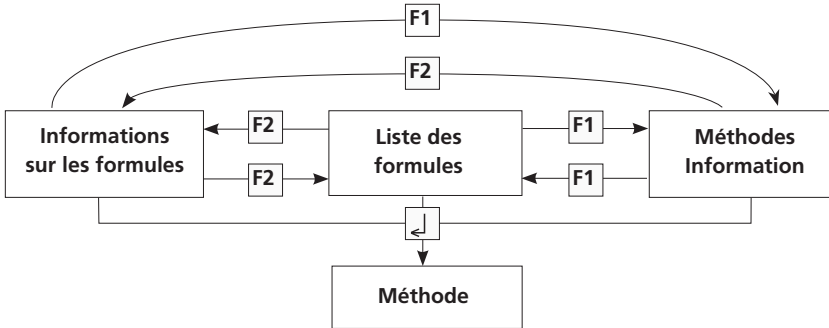 F1
F2
Informations
sur les formules
F2
F2
Liste des
formules
F1
F1
Méthodes
Information
Méthode